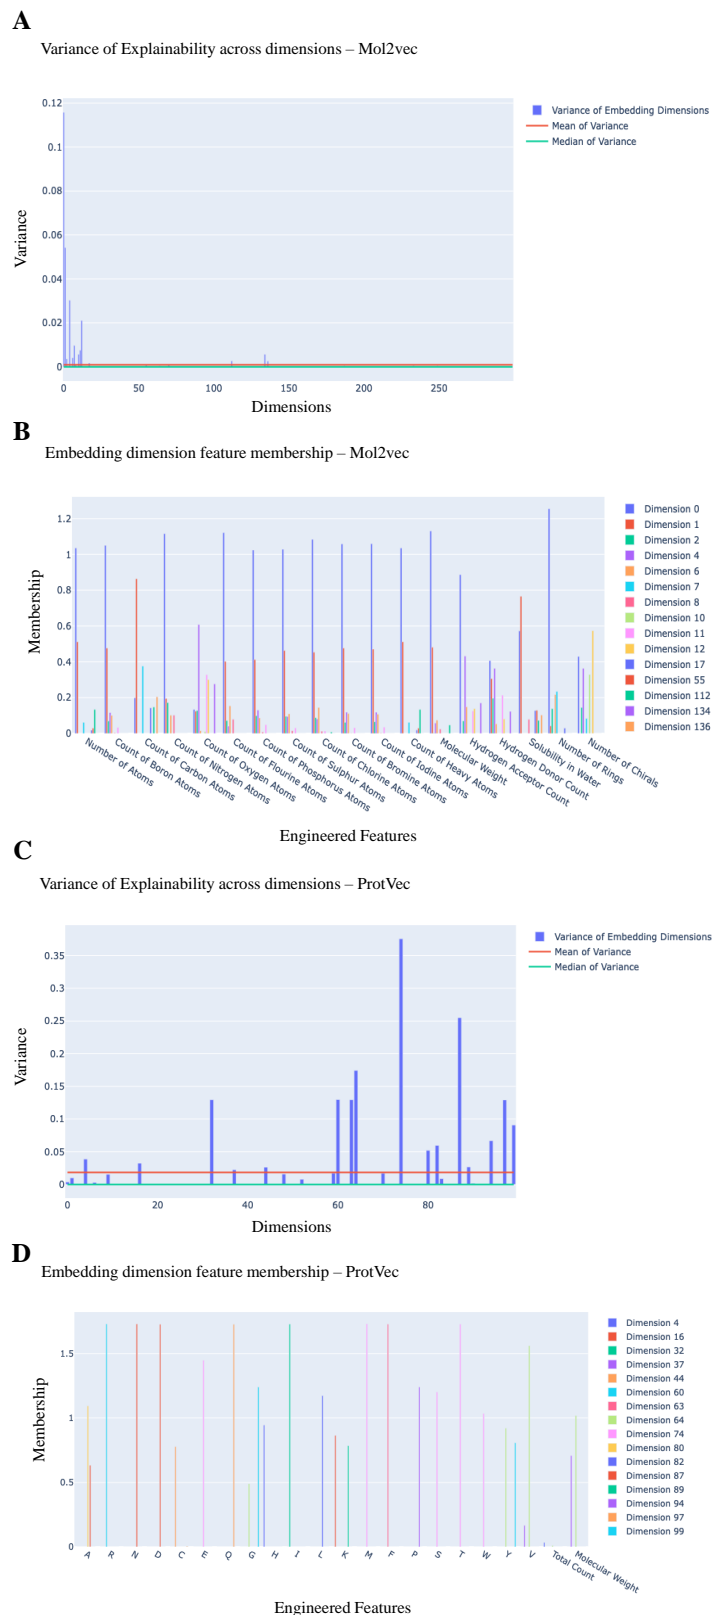 A
Variance of Explainability across dimensions – Mol2vec
0.12
0.1
0.08
0.06
0.04
0.02
0
Variance
0 50 100 150 200 250
Dimensions
Variance of Embedding Dimensions
Mean of Variance
Median of Variance
B
Embedding dimension feature membership – Mol2vec
1.2
1
0.8
0.6
0.4
0.2
0
Membership
Number of Atoms
Count of Boron Atoms
Count of Carbon Atoms
Count of Nitrogen Atoms
Count of Oxygen Atoms
Count of Flourine Atoms
Count of Phosphorus Atoms
Count of Sulphur Atoms
Count of Chlorine Atoms
Count of Bromine Atoms
Count of Iodine Atoms
Count of Heavy Atoms
Molecular Weight
Hydrogen Acceptor Count
Hydrogen Donor Count
Solubility in Water
Number of Rings
Number of Chirals
Engineered Features
Dimension 0
Dimension 1
Dimension 2
Dimension 4
Dimension 6
Dimension 7
Dimension 8
Dimension 10
Dimension 11
Dimension 12
Dimension 17
Dimension 55
Dimension 112
Dimension 134
Dimension 136
C
Variance of Explainability across dimensions – ProtVec
0.35
0.3
0.25
0.2
0.15
0.1
0.05
0
Variance
0 20 40 60 80
Dimensions
Variance of Embedding Dimensions
Mean of Variance
Median of Variance
D
Embedding dimension feature membership – ProtVec
1.5
1
0.5
0
Membership
A
R
N
D
C
E
Q
G
H
I
L
K
M
F
P
S
T
W
Y
V
Total Count
Molecular Weight
Engineered Features
Dimension 4
Dimension 16
Dimension 32
Dimension 37
Dimension 44
Dimension 60
Dimension 63
Dimension 64
Dimension 74
Dimension 80
Dimension 82
Dimension 87
Dimension 89
Dimension 94
Dimension 97
Dimension 99